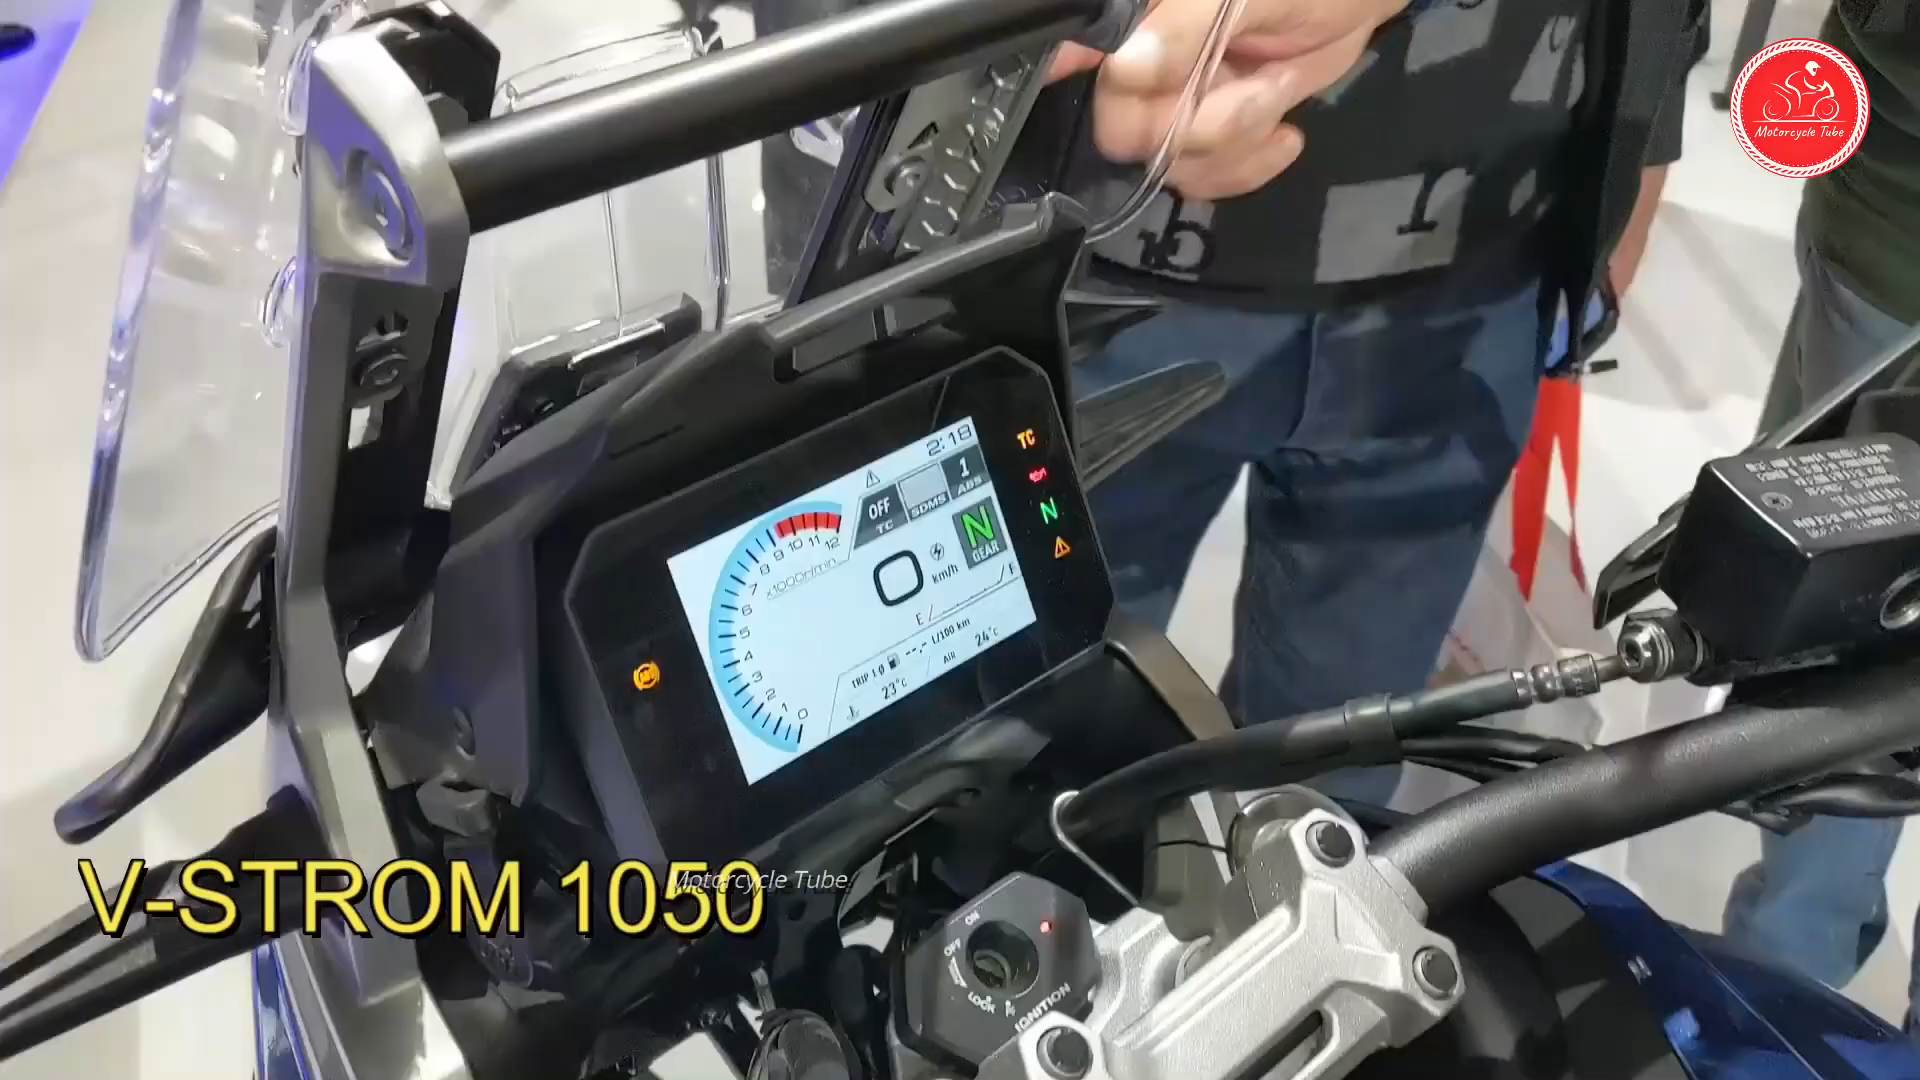 Motorcycle Tube
2:18
OFF
TC
SDMS
1
ABS
N
GEAR
0
km/h
x1000r/min
12
11
10
9
8
7
6
5
4
3
2
1
0
E
F
TRIP 1
--.- L/100 km
23°C
AIR
24°C
TC
N
ABS
V-STROM 1050
Motorcycle Tube
ON
OFF
LOCK
IGNITION